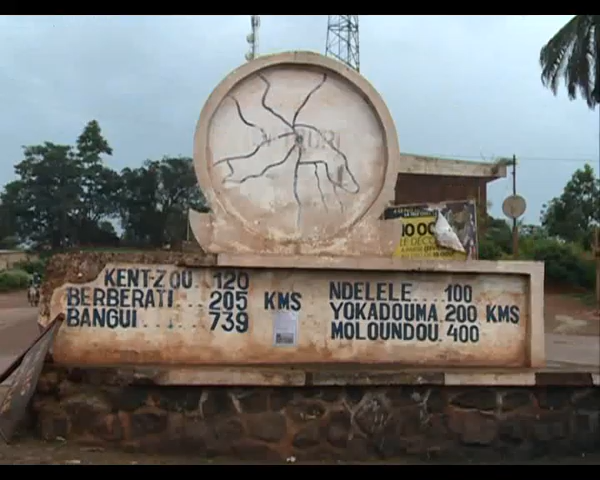 KENT-ZOU 120
BERBERATI... 205 KMS
BANGUI..... 739
NDELELE....100
YOKADOUMA.200 KMS
MOLOUNDOU.400